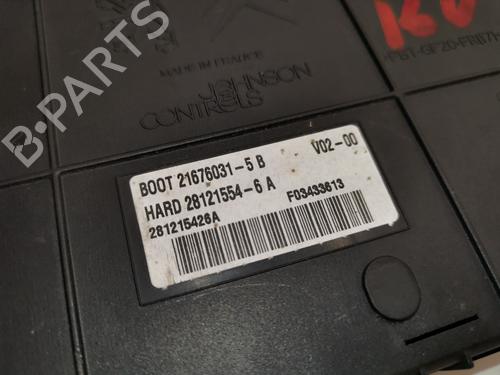 B-PARTS
MADE IN FRANCE
JOHNSON
CONTROLS
BOOT 21676031-5 B V02-00
HARD 28121554-6 A
281215426A F03433613